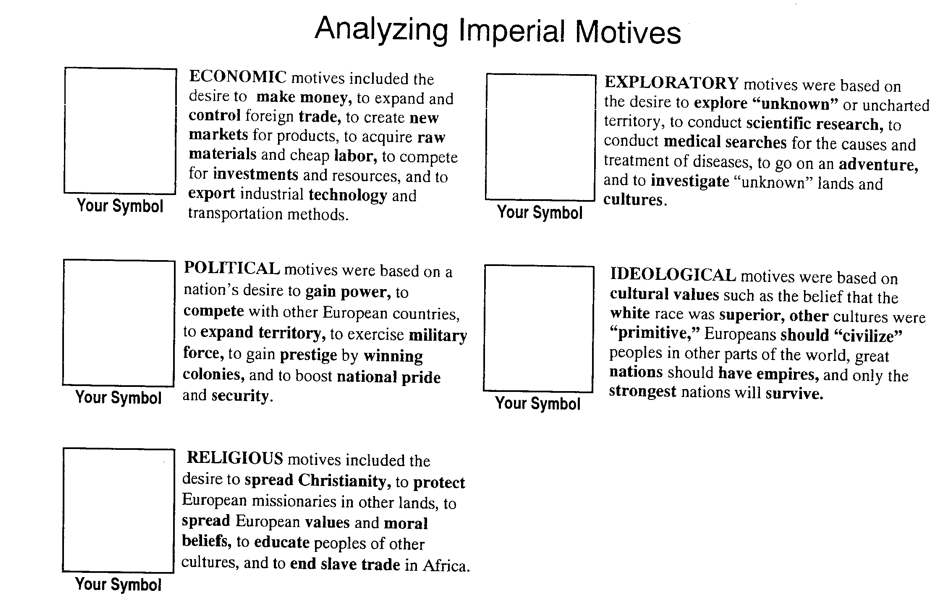 Analyzing Imperial Motives
ECONOMIC motives included the
desire to make money, to expand and
control foreign trade, to create new
markets for products, to acquire raw
materials and cheap labor, to compete
for investments and resources, and to
export industrial technology and
transportation methods.
Your Symbol
EXPLORATORY motives were based on
the desire to explore “unknown” or uncharted
territory, to conduct scientific research, to
conduct medical searches for the causes and
treatment of diseases, to go on an adventure,
and to investigate “unknown” lands and
cultures.
Your Symbol
POLITICAL motives were based on a
nation's desire to gain power, to
compete with other European countries,
to expand territory, to exercise military
force, to gain prestige by winning
colonies, and to boost national pride
and security.
Your Symbol
IDEOLOGICAL motives were based on
cultural values such as the belief that the
white race was superior, other cultures were
“primitive,” Europeans should “civilize”
peoples in other parts of the world, great
nations should have empires, and only the
strongest nations will survive.
Your Symbol
RELIGIOUS motives included the
desire to spread Christianity, to protect
European missionaries in other lands, to
spread European values and moral
beliefs, to educate peoples of other
cultures, and to end slave trade in Africa.
Your Symbol